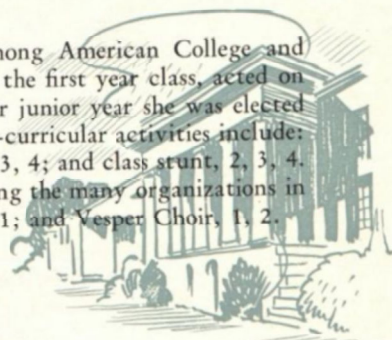 mong American College and
the first year class, acted on
r junior year she was elected
-curricular activities include:
3, 4; and class stunt, 2, 3, 4.
ng the many organizations in
1; and Vesper Choir, 1, 2.